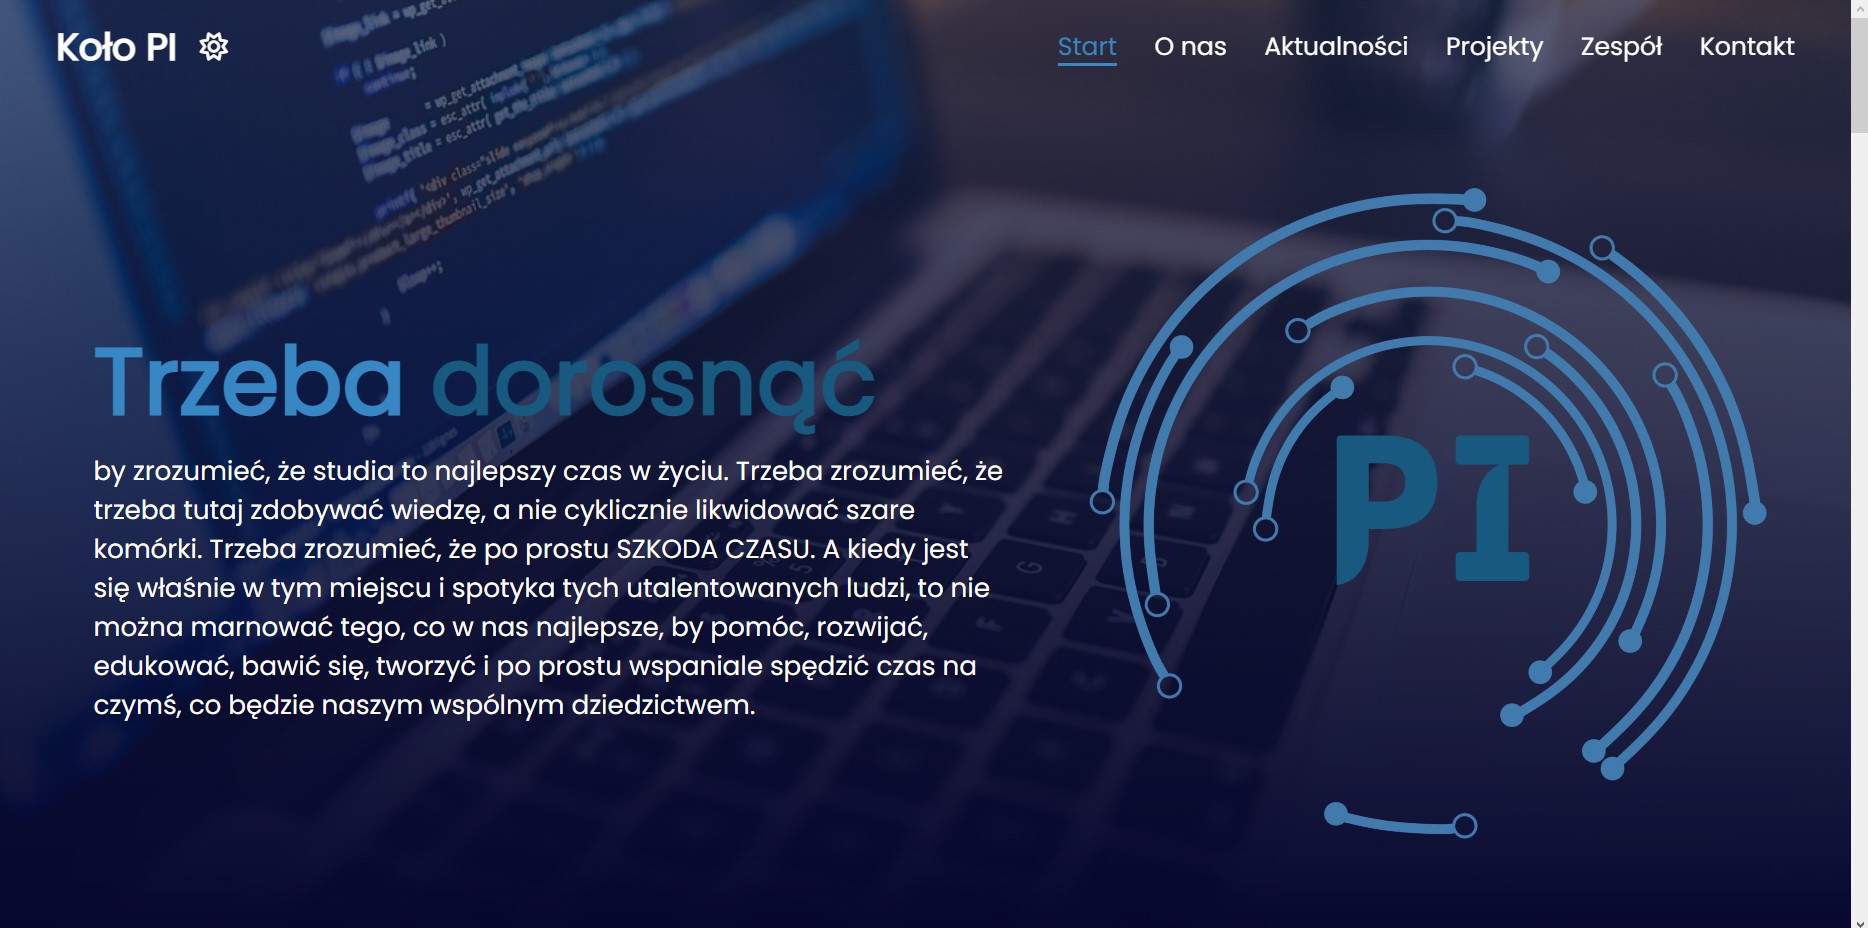 Koło PI
Start O nas Aktualności Projekty Zespół Kontakt
Trzeba dorosnąć
by zrozumieć, że studia to najlepszy czas w życiu. Trzeba zrozumieć, że
trzeba tutaj zdobywać wiedzę, a nie cyklicznie likwidować szare
komórki. Trzeba zrozumieć, że po prostu SZKODA CZASU. A kiedy jest
się właśnie w tym miejscu i spotyka tych utalentowanych ludzi, to nie
można marnować tego, co w nas najlepsze, by pomóc, rozwijać,
edukować, bawić się, tworzyć i po prostu wspaniale spędzić czas na
czymś, co będzie naszym wspólnym dziedzictwem.
PI